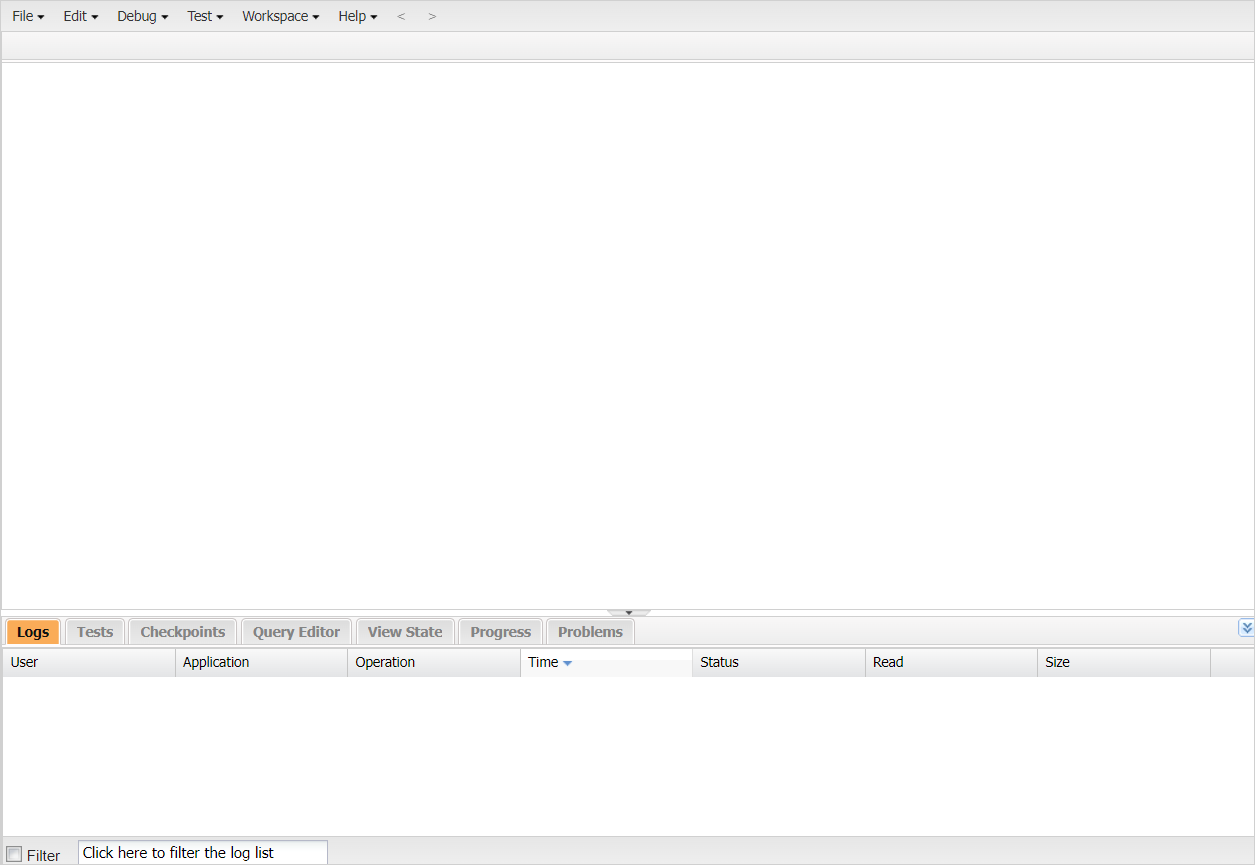 File Edit Debug Test Workspace Help < >
Logs Tests Checkpoints Query Editor View State Progress Problems
User Application Operation Time Status Read Size
Filter Click here to filter the log list